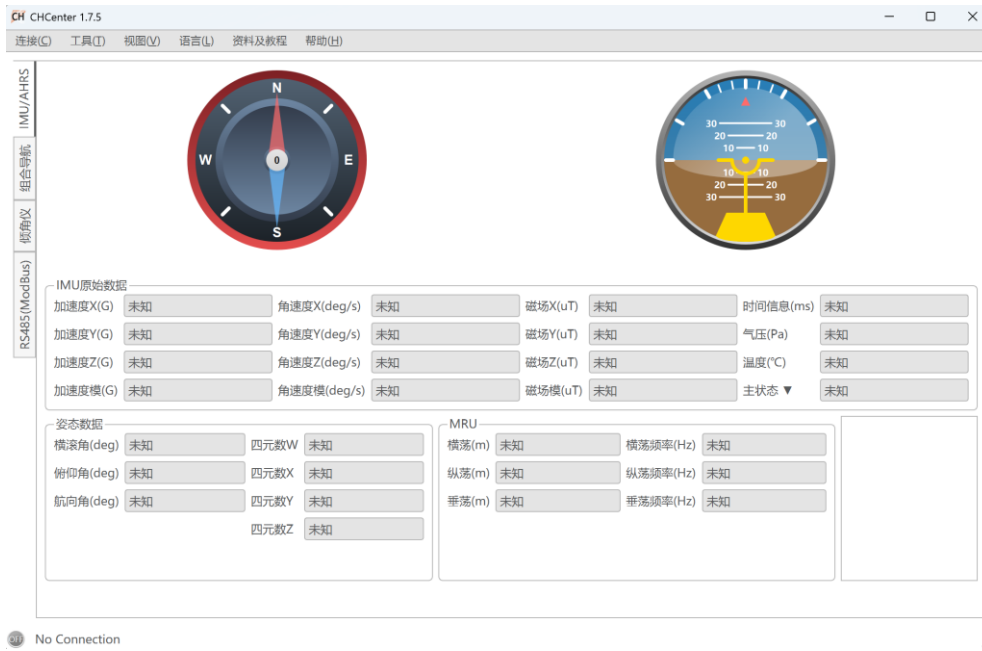 CH CHCenter 1.7.5
连接(C) 工具(T) 视图(V) 语言(L) 资料及教程 帮助(H)
IMU/AHRS
组合导航
倾角仪
RS485(ModBus)
N
W 0 E
S
30 30
20 20
10 10
10 10
20 20
30 30
IMU原始数据
加速度X(G) 未知 角速度X(deg/s) 未知 磁场X(uT) 未知 时间信息(ms) 未知
加速度Y(G) 未知 角速度Y(deg/s) 未知 磁场Y(uT) 未知 气压(Pa) 未知
加速度Z(G) 未知 角速度Z(deg/s) 未知 磁场Z(uT) 未知 温度(℃) 未知
加速度模(G) 未知 角速度模(deg/s) 未知 磁场模(uT) 未知 主状态 ▼ 未知
姿态数据
横滚角(deg) 未知 四元数W 未知
俯仰角(deg) 未知 四元数X 未知
航向角(deg) 未知 四元数Y 未知
四元数Z 未知
MRU
横荡(m) 未知 横荡频率(Hz) 未知
纵荡(m) 未知 纵荡频率(Hz) 未知
垂荡(m) 未知 垂荡频率(Hz) 未知
OFF No Connection